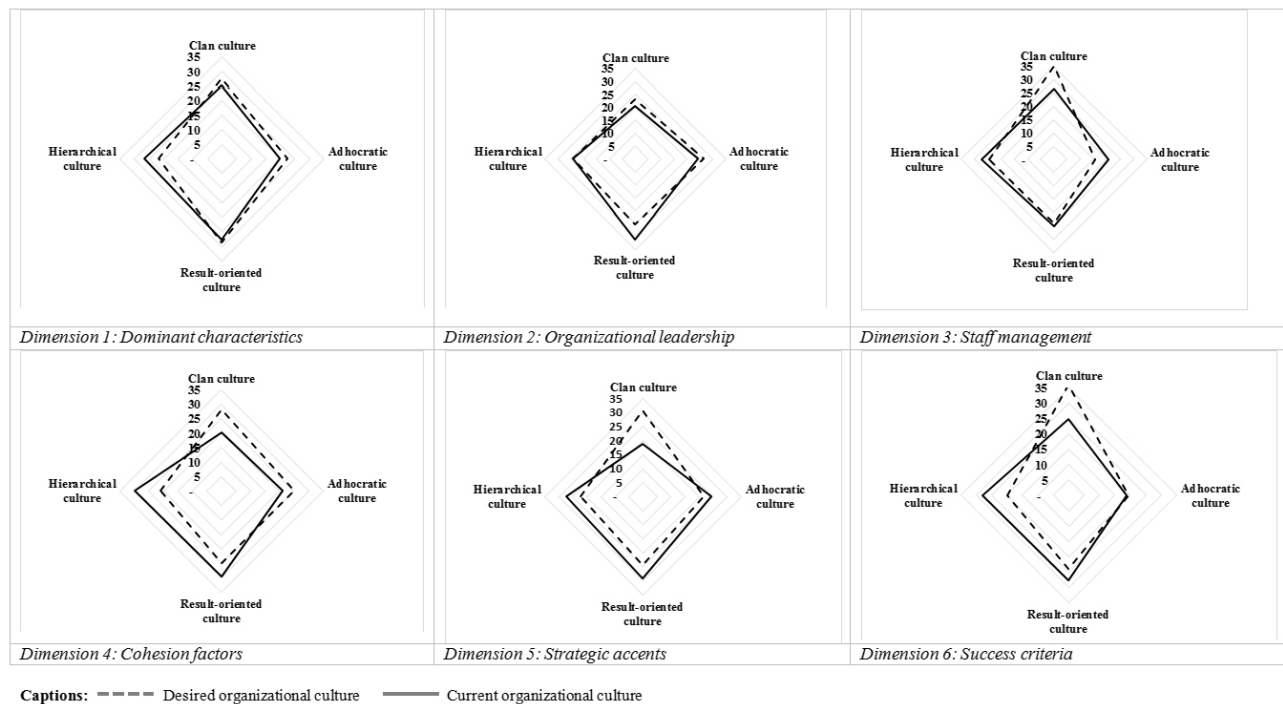 Clan culture
35
30
25
20
15
10
5
-
Hierarchical
culture
Adhocratic
culture
Result-oriented
culture
Dimension 1: Dominant characteristics
Clan culture
35
30
25
20
15
10
5
-
Hierarchical
culture
Adhocratic
culture
Result-oriented
culture
Dimension 2: Organizational leadership
Clan culture
35
30
25
20
15
10
5
-
Hierarchical
culture
Adhocratic
culture
Result-oriented
culture
Dimension 3: Staff management
Clan culture
35
30
25
20
15
10
5
-
Hierarchical
culture
Adhocratic
culture
Result-oriented
culture
Dimension 4: Cohesion factors
Clan culture
35
30
25
20
15
10
5
-
Hierarchical
culture
Adhocratic
culture
Result-oriented
culture
Dimension 5: Strategic accents
Clan culture
35
30
25
20
15
10
5
-
Hierarchical
culture
Adhocratic
culture
Result-oriented
culture
Dimension 6: Success criteria
Captions: Desired organizational culture Current organizational culture